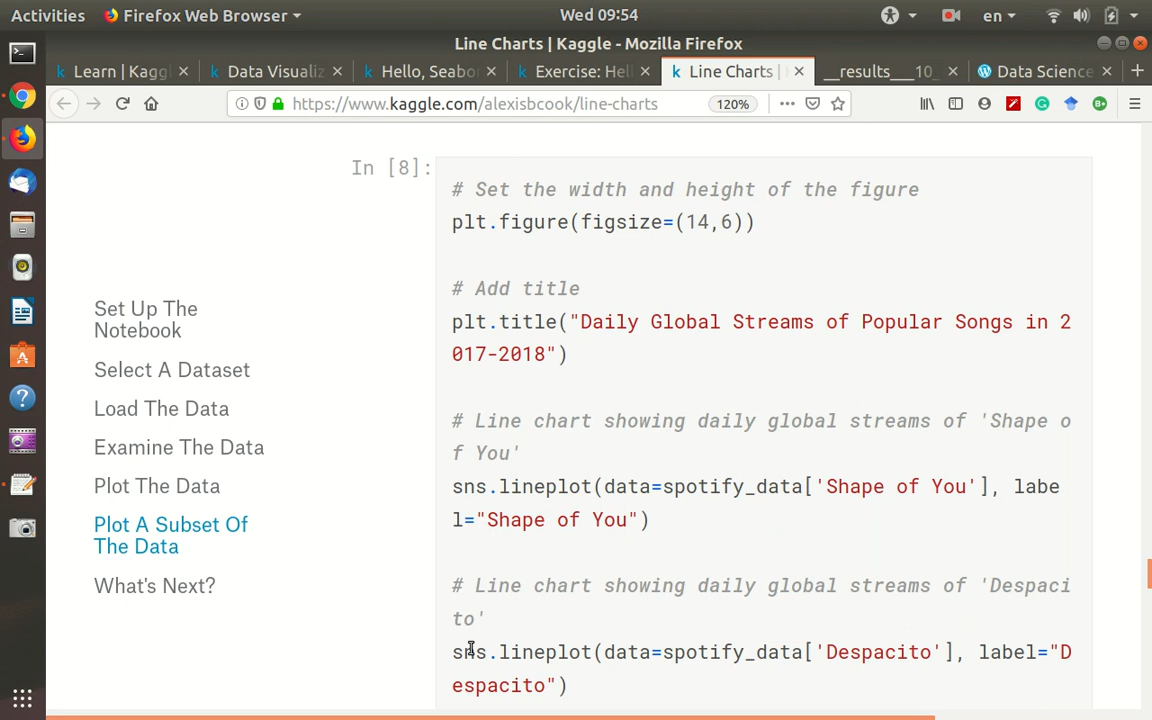 Activities Firefox Web Browser Wed 09:54 en
Line Charts | Kaggle - Mozilla Firefox
Learn | Kaggl Data Visualiz Hello, Seabo Exercise: Hel Line Charts | __results___10_ Data Science
https://www.kaggle.com/alexisbcook/line-charts 120%
In [8]:
# Set the width and height of the figure
plt.figure(figsize=(14,6))
# Add title
plt.title("Daily Global Streams of Popular Songs in 2
017-2018")
# Line chart showing daily global streams of 'Shape o
f You'
sns.lineplot(data=spotify_data['Shape of You'], labe
l="Shape of You")
# Line chart showing daily global streams of 'Despaci
to'
sns.lineplot(data=spotify_data['Despacito'], label="D
espacito")
Set Up The
Notebook
Select A Dataset
Load The Data
Examine The Data
Plot The Data
Plot A Subset Of
The Data
What's Next?